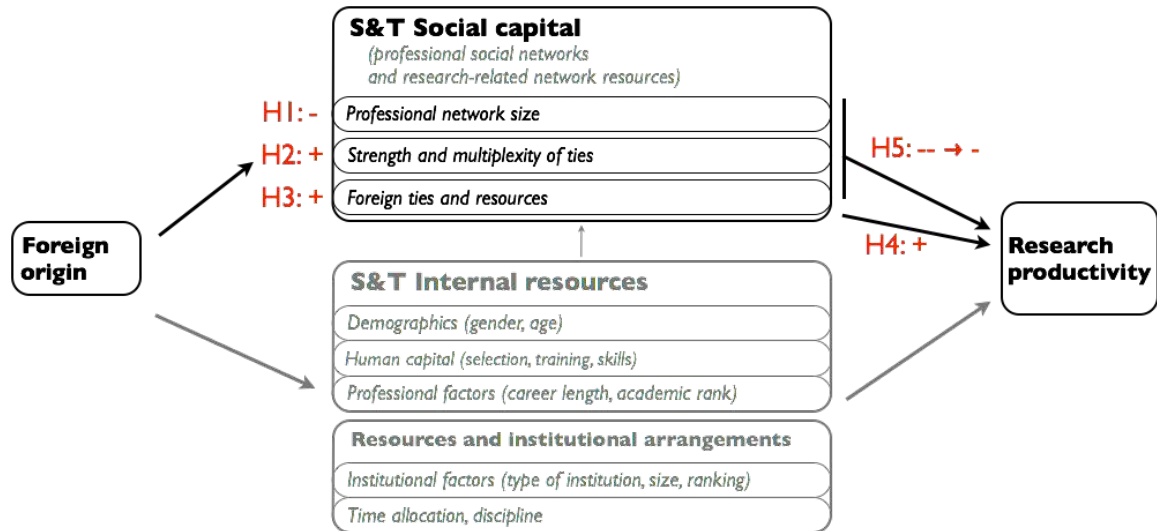 S&T Social capital
(professional social networks
and research-related network resources)
H1: -
Professional network size
H2: +
Strength and multiplexity of ties
H3: +
Foreign ties and resources
H5: -- → -
H4: +
Foreign
origin
Research
productivity
S&T Internal resources
Demographics (gender, age)
Human capital (selection, training, skills)
Professional factors (career length, academic rank)
Resources and institutional arrangements
Institutional factors (type of institution, size, ranking)
Time allocation, discipline